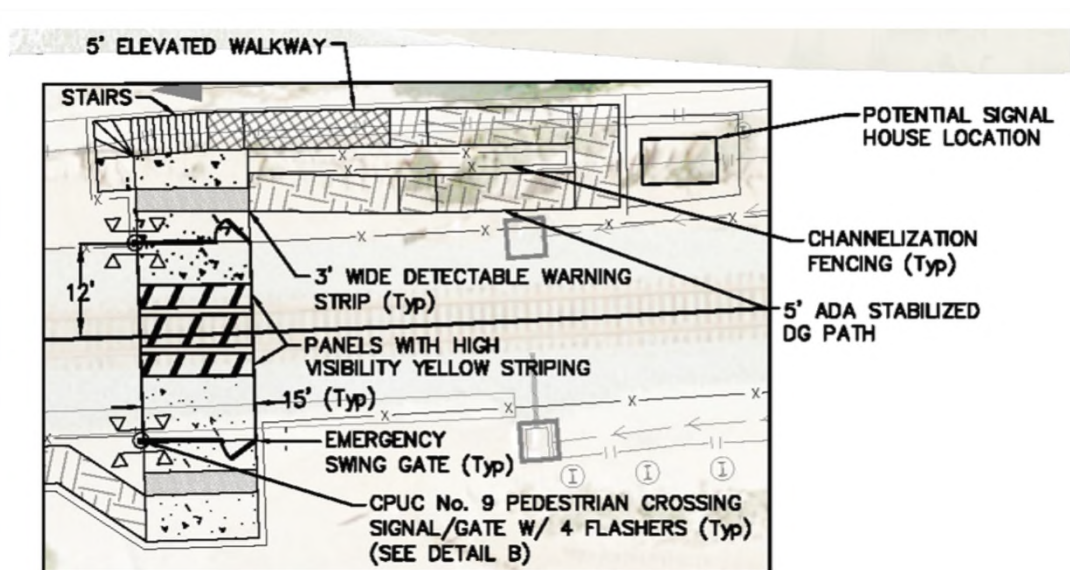 5' ELEVATED WALKWAY
STAIRS
POTENTIAL SIGNAL
HOUSE LOCATION
CHANNELIZATION
FENCING (Typ)
3' WIDE DETECTABLE WARNING
STRIP (Typ)
12'
5' ADA STABILIZED
DG PATH
PANELS WITH HIGH
VISIBILITY YELLOW STRIPING
15' (Typ)
EMERGENCY
SWING GATE (Typ)
CPUC No. 9 PEDESTRIAN CROSSING
SIGNAL/GATE W/ 4 FLASHERS (Typ)
(SEE DETAIL B)
I I I